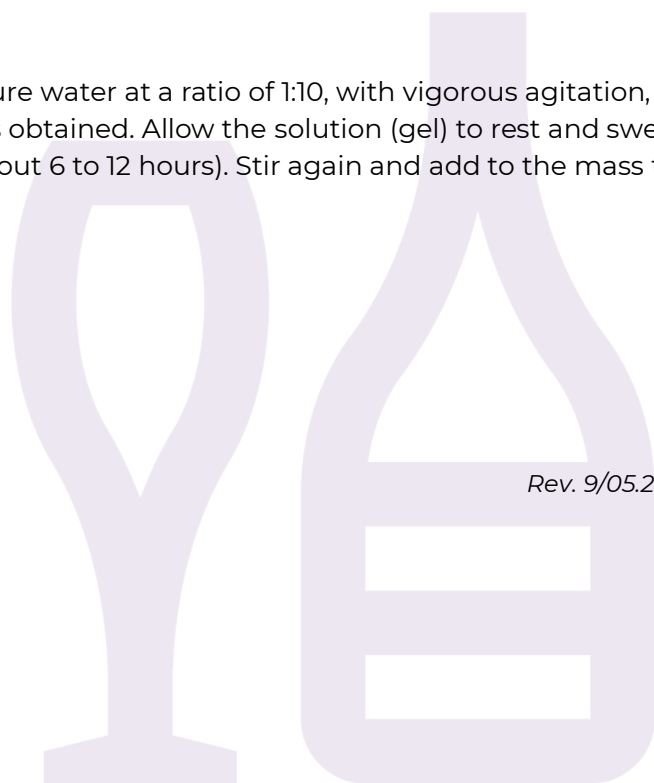 ure water at a ratio of 1:10, with vigorous agitation,
obtained. Allow the solution (gel) to rest and swe
out 6 to 12 hours). Stir again and add to the mass
Rev. 9/05.2